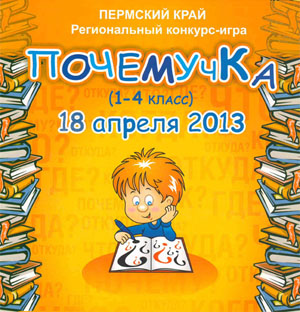 ПЕРМСКИЙ КРАЙ
Региональный конкурс-игра
ПОЧЕМУЧКА
(1-4 КЛАСС)
18 апреля 2013